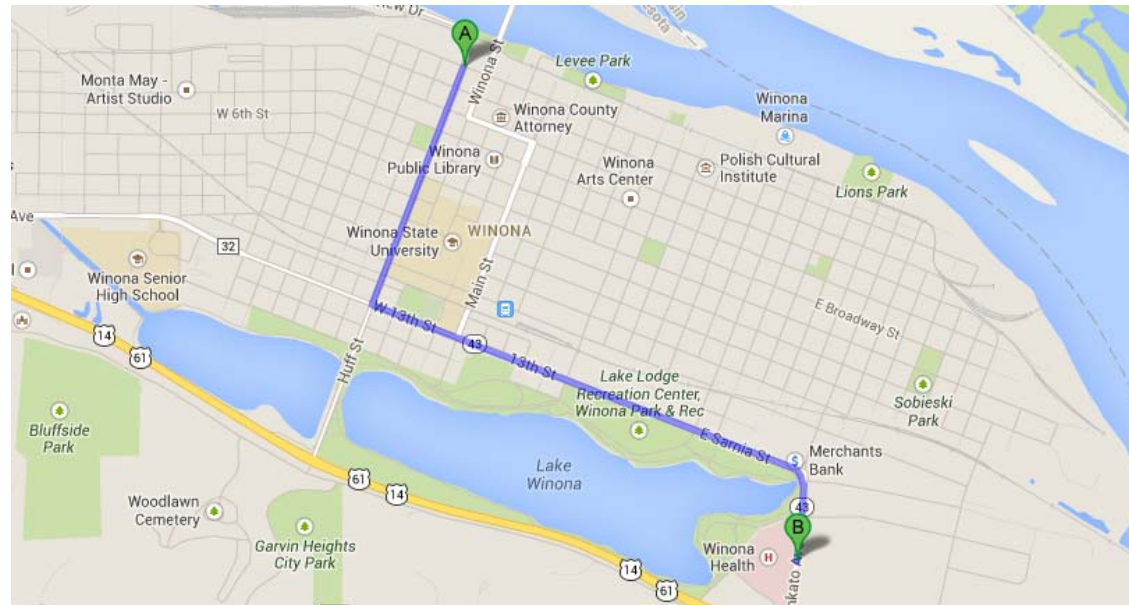 ew Dr
A
Winona St
Levee Park
Monta May -
Artist Studio
W 6th St
Winona County
Attorney
Winona
Marina
Winona
Public Library
Winona
Arts Center
Polish Cultural
Institute
Lions Park
Ave
32
Winona State
University
WINONA
Winona Senior
High School
Main St
W 13th St
E Broadway St
14
61
43
13th St
Huff St
Lake Lodge
Recreation Center,
Winona Park & Rec
Sobieski
Park
Bluffside
Park
E Sarnia St
$
Merchants
Bank
Lake
Winona
61
14
Woodlawn
Cemetery
43
B
Garvin Heights
City Park
Winona
Health
H
14
61
nkato A